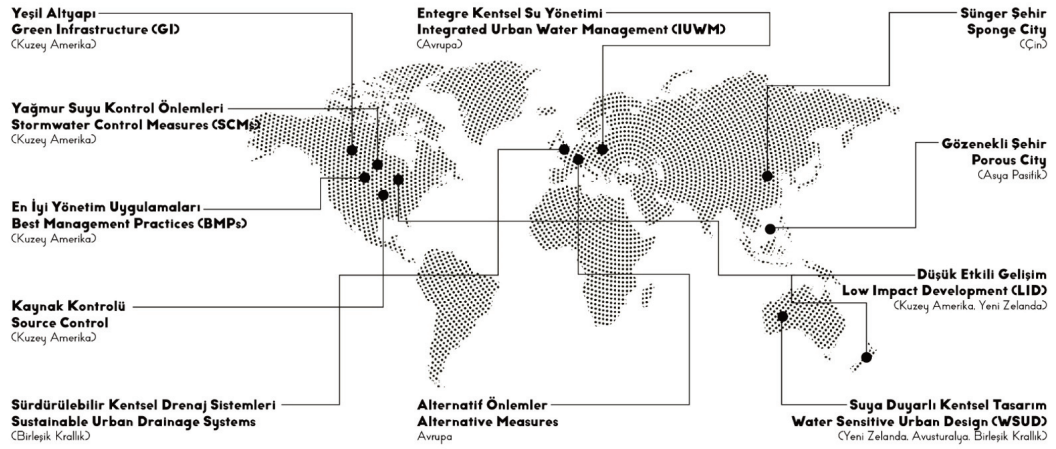 Yeşil Altyapı
Green Infrastructure (GI)
(Kuzey Amerika)
Entegre Kentsel Su Yönetimi
Integrated Urban Water Management (IUWM)
(Avrupa)
Sünger Şehir
Sponge City
(Çin)
Yağmur Suyu Kontrol Önlemleri
Stormwater Control Measures (SCMs)
(Kuzey Amerika)
Gözenekli Şehir
Porous City
(Asya Pasifik)
En İyi Yönetim Uygulamaları
Best Management Practices (BMPs)
(Kuzey Amerika)
Düşük Etkili Gelişim
Low Impact Development (LID)
(Kuzey Amerika, Yeni Zelanda)
Kaynak Kontrolü
Source Control
(Kuzey Amerika)
Sürdürülebilir Kentsel Drenaj Sistemleri
Sustainable Urban Drainage Systems
(Birleşik Krallık)
Alternatif Önlemler
Alternative Measures
Avrupa
Suya Duyarlı Kentsel Tasarım
Water Sensitive Urban Design (WSUD)
(Yeni Zelanda, Avusturalya, Birleşik Krallık)